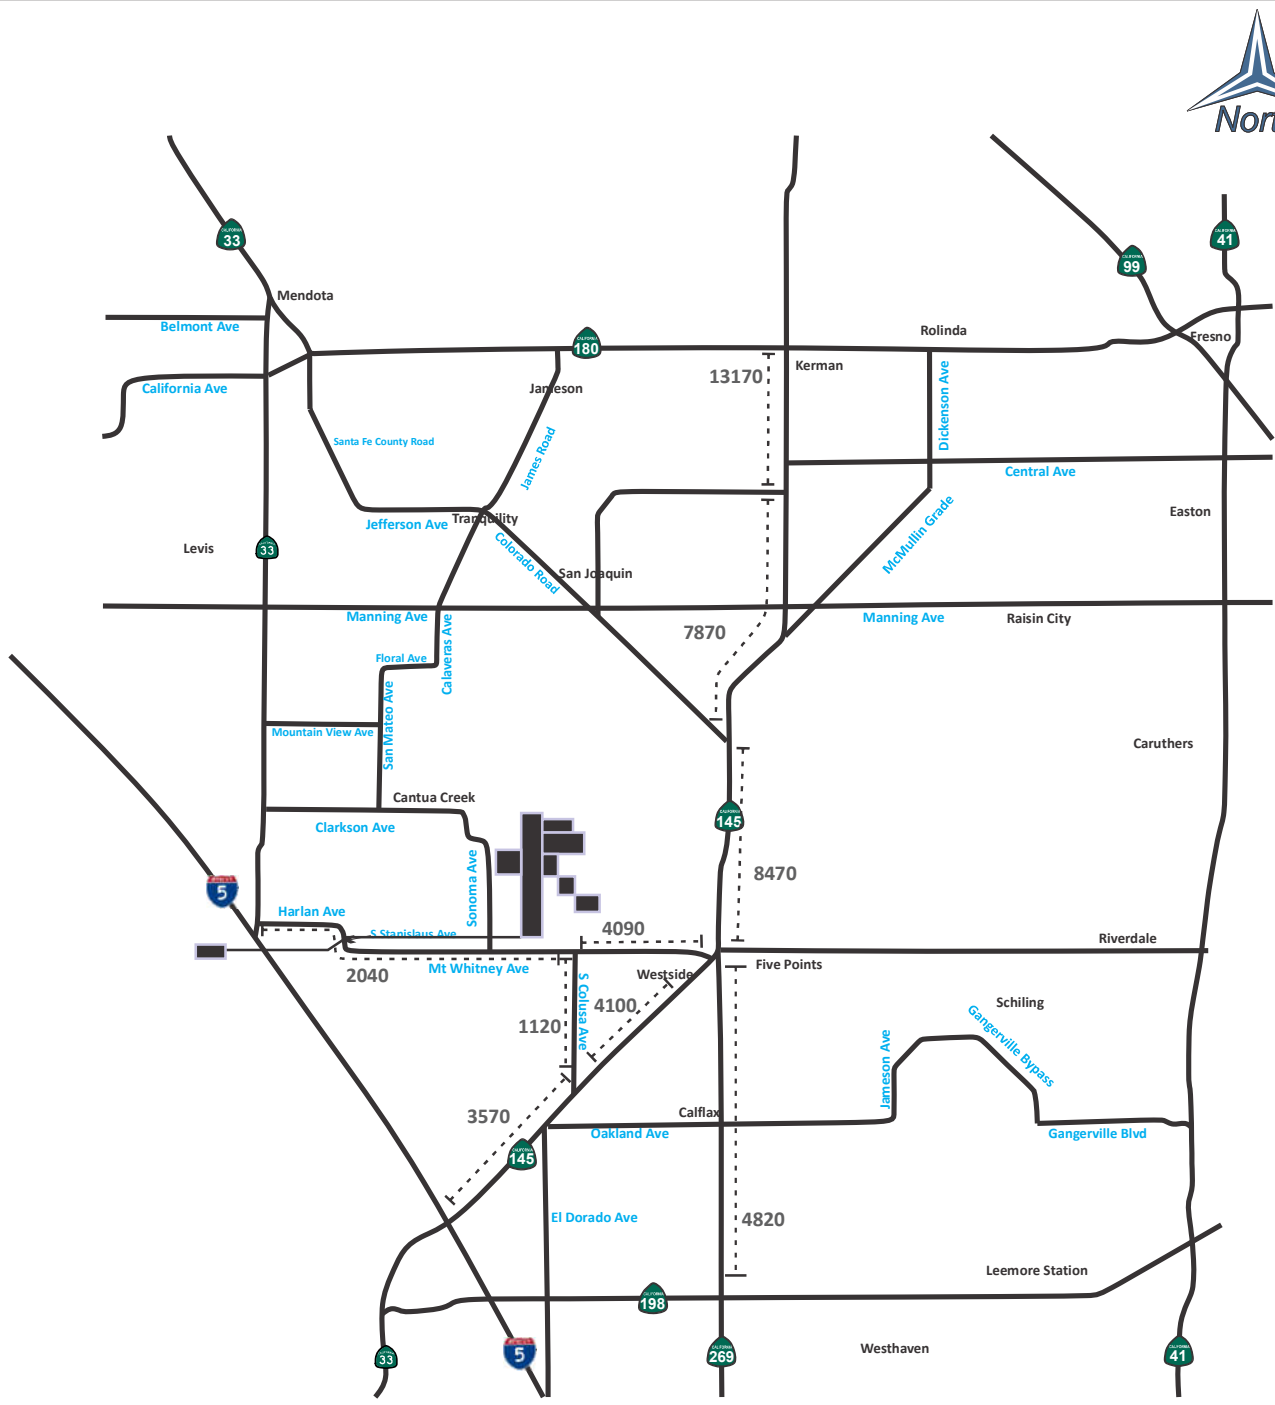 Nor
33
41
99
Mendota
Belmont Ave
180
Rolinda
Fresno
Kerman
13170
California Ave
Jameson
Dickenson Ave
Santa Fe County Road
James Road
Central Ave
Jefferson Ave
Tranquility
Easton
McMullin Grade
Levis
33
Colorado Road
San Joaquin
Manning Ave
Manning Ave
Raisin City
7870
Calaveras Ave
Floral Ave
San Mateo Ave
Mountain View Ave
Caruthers
Cantua Creek
145
Clarkson Ave
Sonoma Ave
8470
5
Harlan Ave
S Stanislaus Ave
4090
Riverdale
2040
Mt Whitney Ave
Westside
Five Points
S Colusa Ave
4100
1120
Schiling
Gangerville Bypass
Jameson Ave
3570
Calflax
Oakland Ave
Gangerville Blvd
145
El Dorado Ave
4820
Leemore Station
198
33
5
269
Westhaven
41